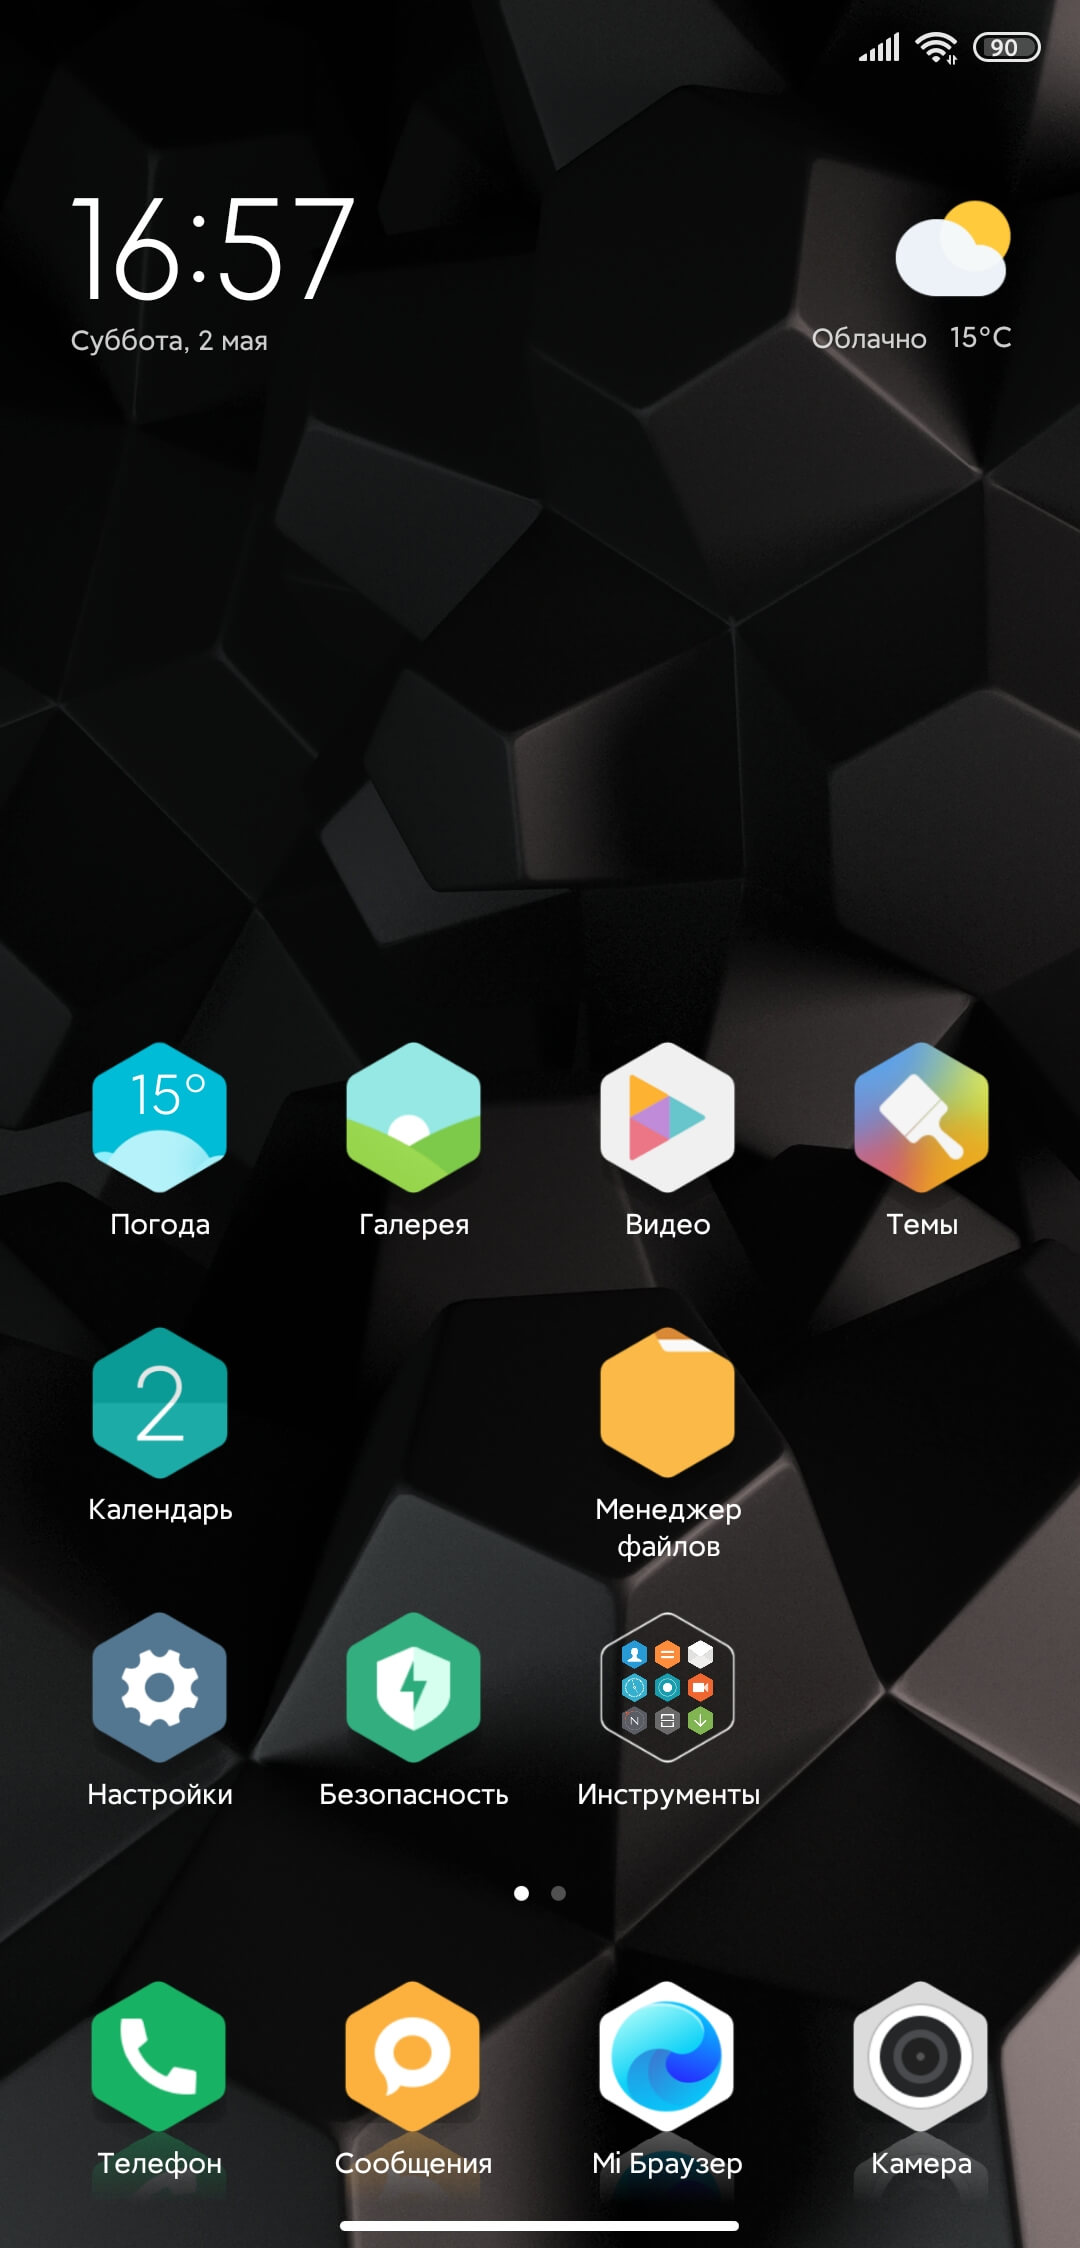 90
16:57
Суббота, 2 мая
Облачно 15°C
15°
Погода
Галерея
Видео
Темы
2
Календарь
Менеджер
файлов
N
Настройки
Безопасность
Инструменты
Телефон
Сообщения
Mi Браузер
Камера